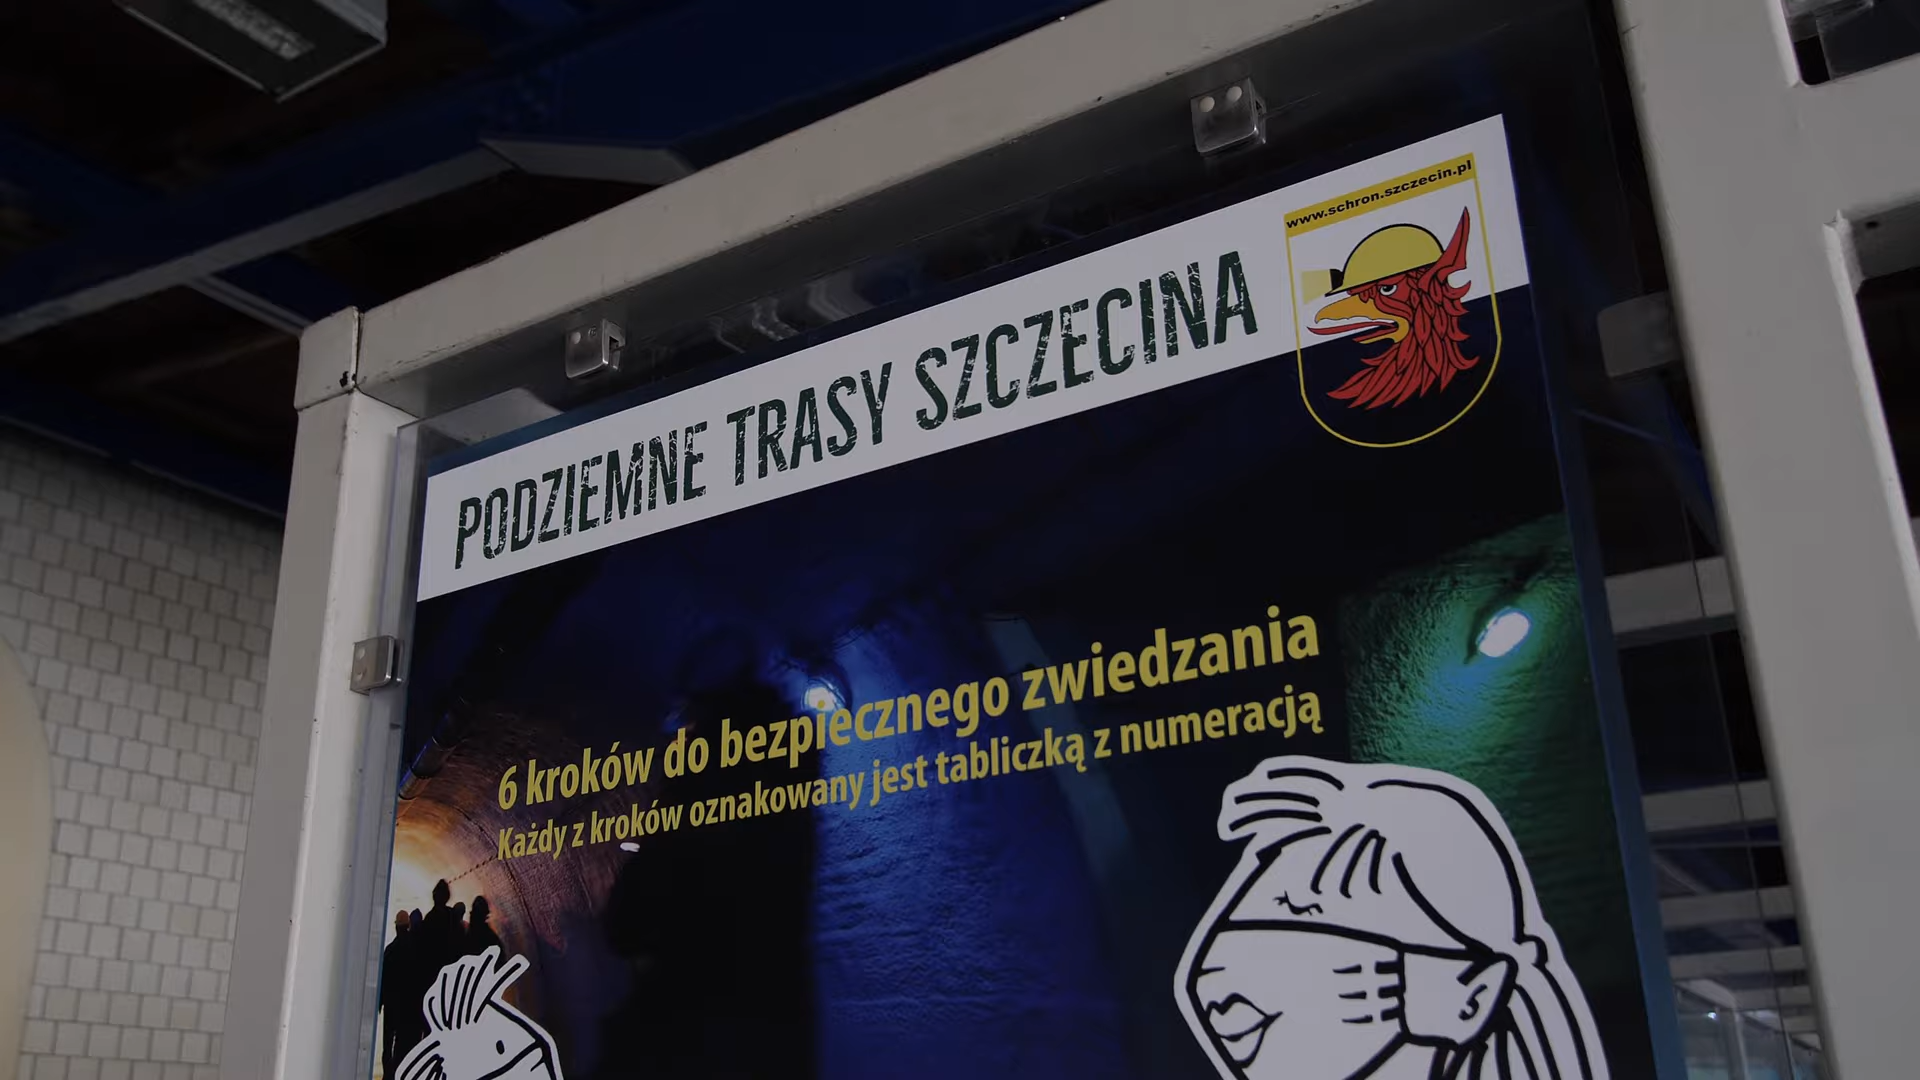 www.schron.szczecin.pl
PODZIEMNE TRASY SZCZECINA
6 kroków do bezpiecznego zwiedzania
Każdy z kroków oznakowany jest tabliczką z numeracją